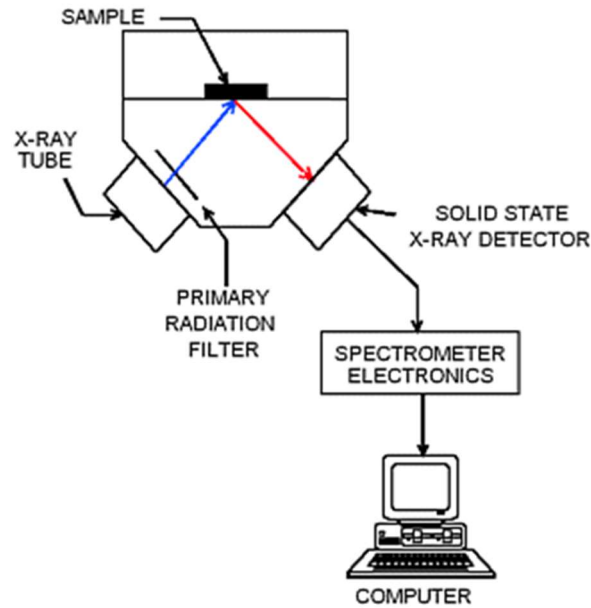 SAMPLE
X-RAY
TUBE
SOLID STATE
X-RAY DETECTOR
PRIMARY
RADIATION
FILTER
SPECTROMETER
ELECTRONICS
COMPUTER